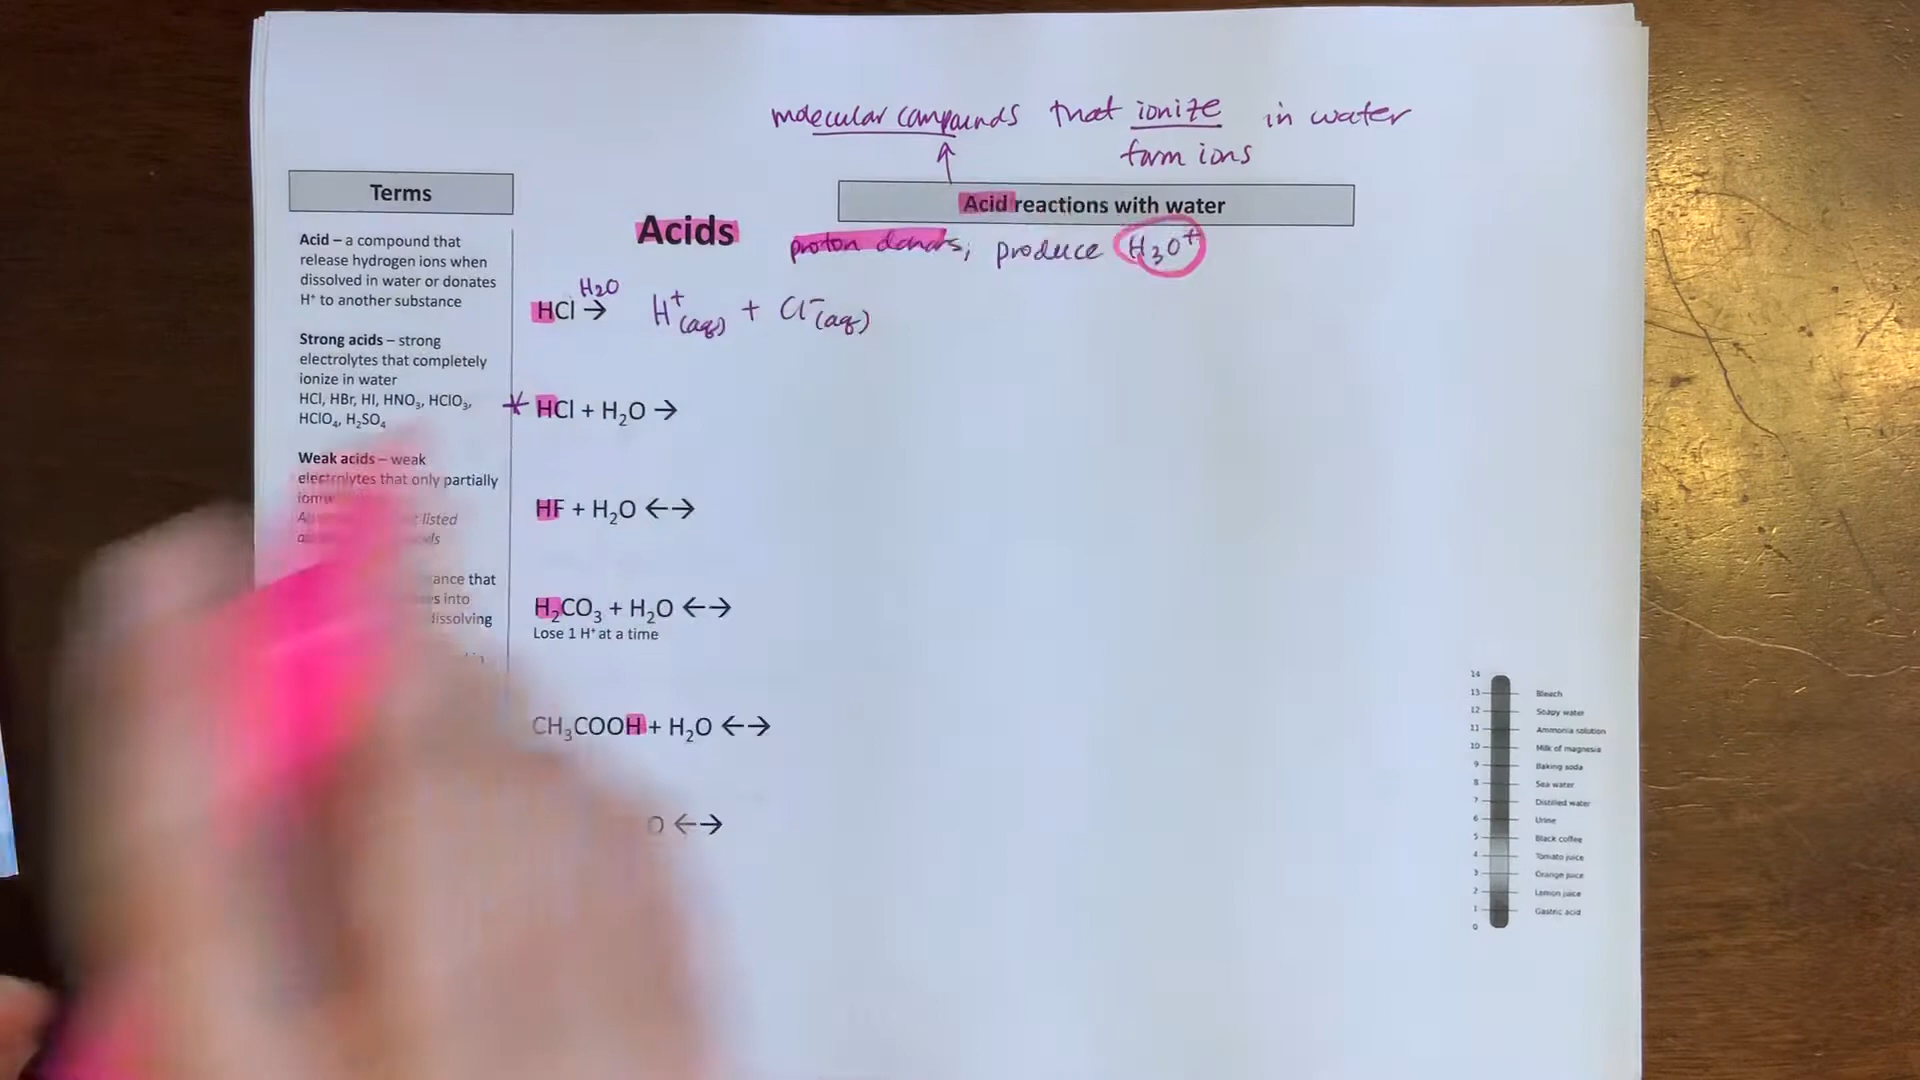 molecular compounds that ionize in water
form ions
Terms
Acid reactions with water
Acids
proton donors, produce H₃O⁺
Acid – a compound that
release hydrogen ions when
dissolved in water or donates
H⁺ to another substance
Strong acids – strong
electrolytes that completely
ionize in water
HCl, HBr, HI, HNO₃, HClO₃,
HClO₄, H₂SO₄
Weak acids – weak
electrolytes that only partially
listed
ance that
s into
dissolving
H₂O
HCl → H⁺(aq) + Cl⁻(aq)
* HCl + H₂O →
HF + H₂O ←→
H₂CO₃ + H₂O ←→
Lose 1 H⁺ at a time
CH₃COOH + H₂O ←→
O ←→
14
13 Bleach
12 Soapy water
11 Ammonia solution
10 Milk of magnesia
9 Baking soda
8 Sea water
7 Distilled water
6 Urine
5 Black coffee
4 Tomato juice
3 Orange juice
2 Lemon juice
1 Gastric acid
0